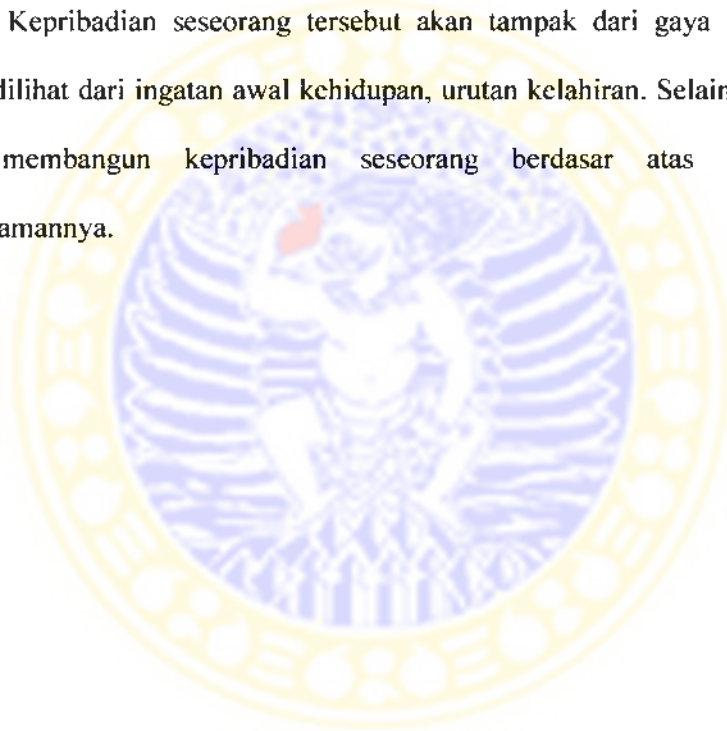 Kepribadian seseorang tersebut akan tampak dari gaya
dilihat dari ingatan awal kehidupan, urutan kelahiran. Selain
membangun kepribadian seseorang berdasar atas
amannya.